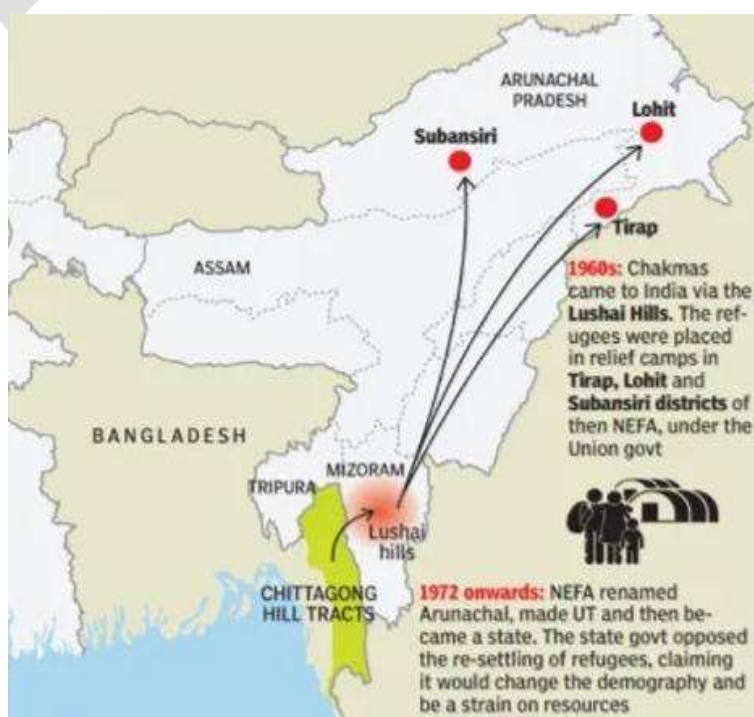 ARUNACHAL
PRADESH
Lohit
Subansiri
Tirap
ASSAM
1960s: Chakmas
came to India via the
Lushai Hills. The ref-
ugees were placed
in relief camps in
Tirap, Lohit and
Subansiri districts of
then NEFA, under the
Union govt
BANGLADESH
MIZORAM
TRIPURA
Lushai
hills
CHITTAGONG
HILL TRACTS
1972 onwards: NEFA renamed
Arunachal, made UT and then be-
came a state. The state govt opposed
the re-settling of refugees, claiming
it would change the demography and
be a strain on resources